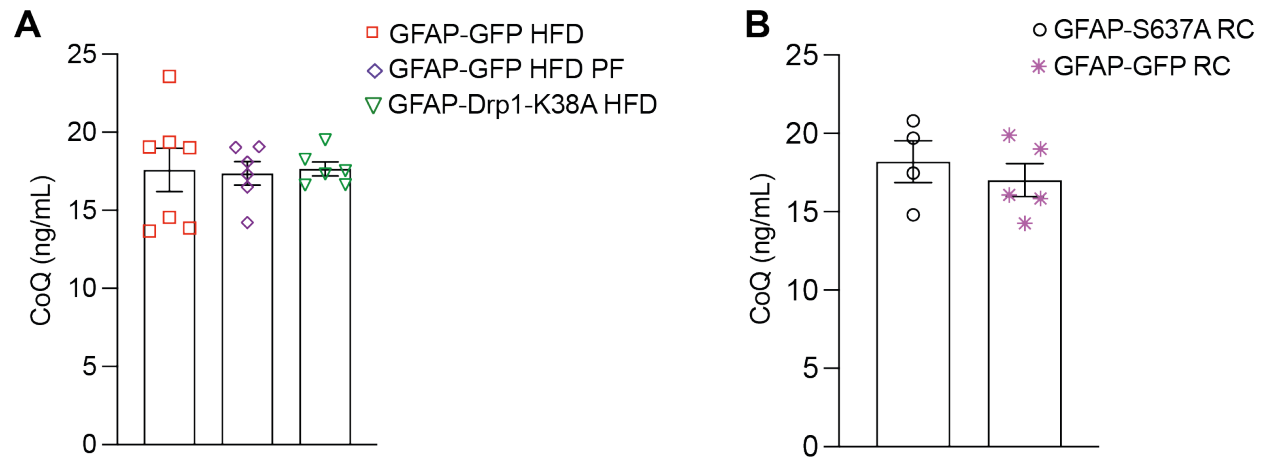 A
GFAP-GFP HFD
GFAP-GFP HFD PF
GFAP-Drp1-K38A HFD
CoQ (ng/mL)
25
20
15
10
5
0
B
GFAP-S637A RC
GFAP-GFP RC
CoQ (ng/mL)
25
20
15
10
5
0